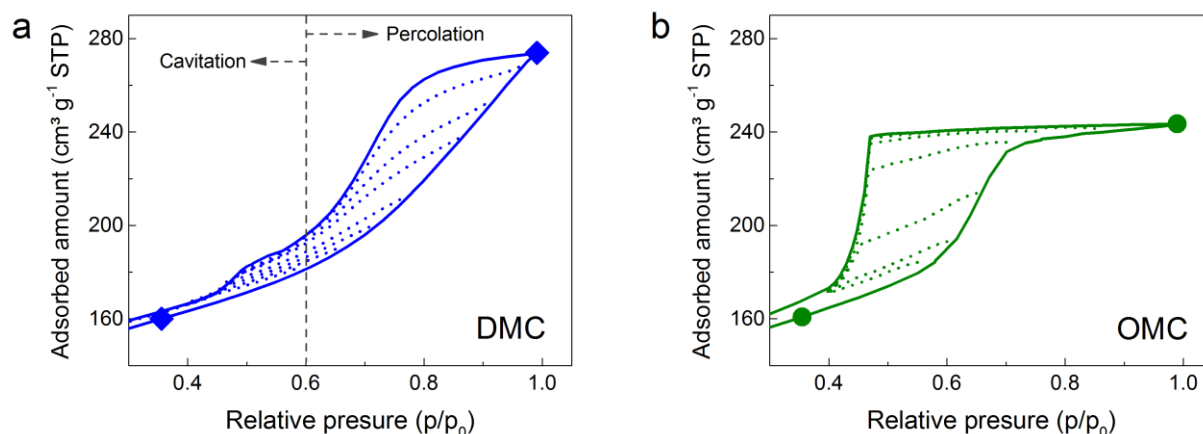 a
280
240
200
160
Adsorbed amount (cm³ g⁻¹ STP)
Cavitation
Percolation
DMC
0.4
0.6
0.8
1.0
Relative presure (p/p₀)
b
280
240
200
160
Adsorbed amount (cm³ g⁻¹ STP)
OMC
0.4
0.6
0.8
1.0
Relative presure (p/p₀)